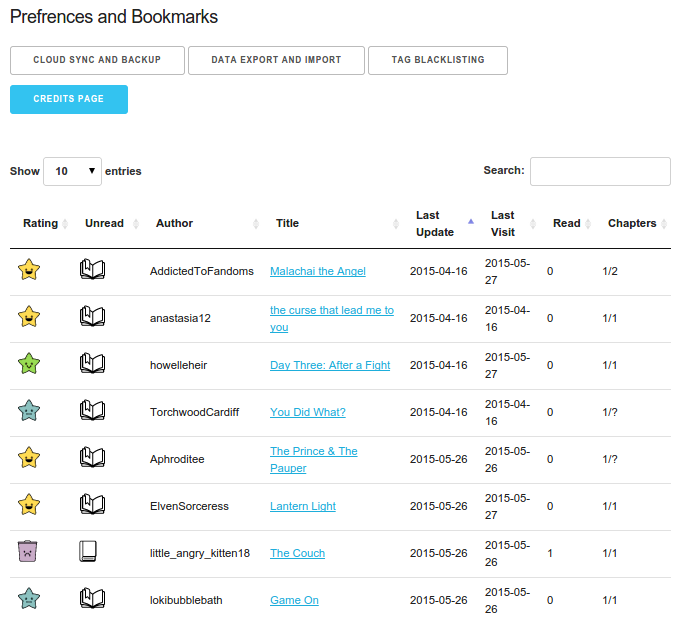 Prefrences and Bookmarks
CLOUD SYNC AND BACKUP DATA EXPORT AND IMPORT TAG BLACKLISTING
CREDITS PAGE
Show 10 entries Search:
Rating Unread Author Title Last Update Last Visit Read Chapters
AddictedToFandoms Malachai the Angel 2015-04-16 2015-05-27 0 1/2
anastasia12 the curse that lead me to you 2015-04-16 2015-04-16 0 1/1
howelleheir Day Three: After a Fight 2015-04-16 2015-05-27 0 1/1
TorchwoodCardiff You Did What? 2015-04-16 2015-04-16 0 1/?
Aphroditee The Prince & The Pauper 2015-05-26 2015-05-26 0 1/?
ElvenSorceress Lantern Light 2015-05-26 2015-05-27 0 1/1
little_angry_kitten18 The Couch 2015-05-26 2015-05-26 1 1/1
lokibubblebath Game On 2015-05-26 2015-05-26 0 1/1